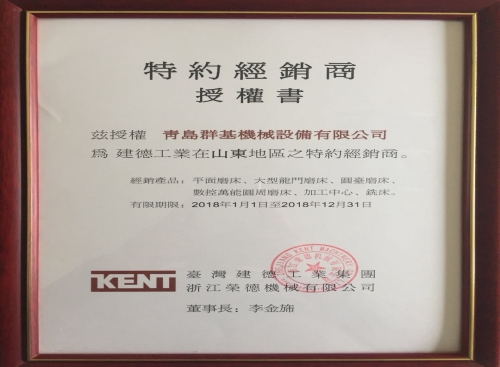 特約經銷商
授權書
茲授權 青島群基機械設備有限公司
為 建德工業在山東地區之特約經銷商。
經銷產品：平面磨床、大型龍門磨床、圓臺磨床、
數控萬能圓周磨床、加工中心、銑床。
有限期限：2018年1月1日至2018年12月31日
KENT
臺灣建德工業集團
浙江榮德機械有限公司
董事長：李金旆